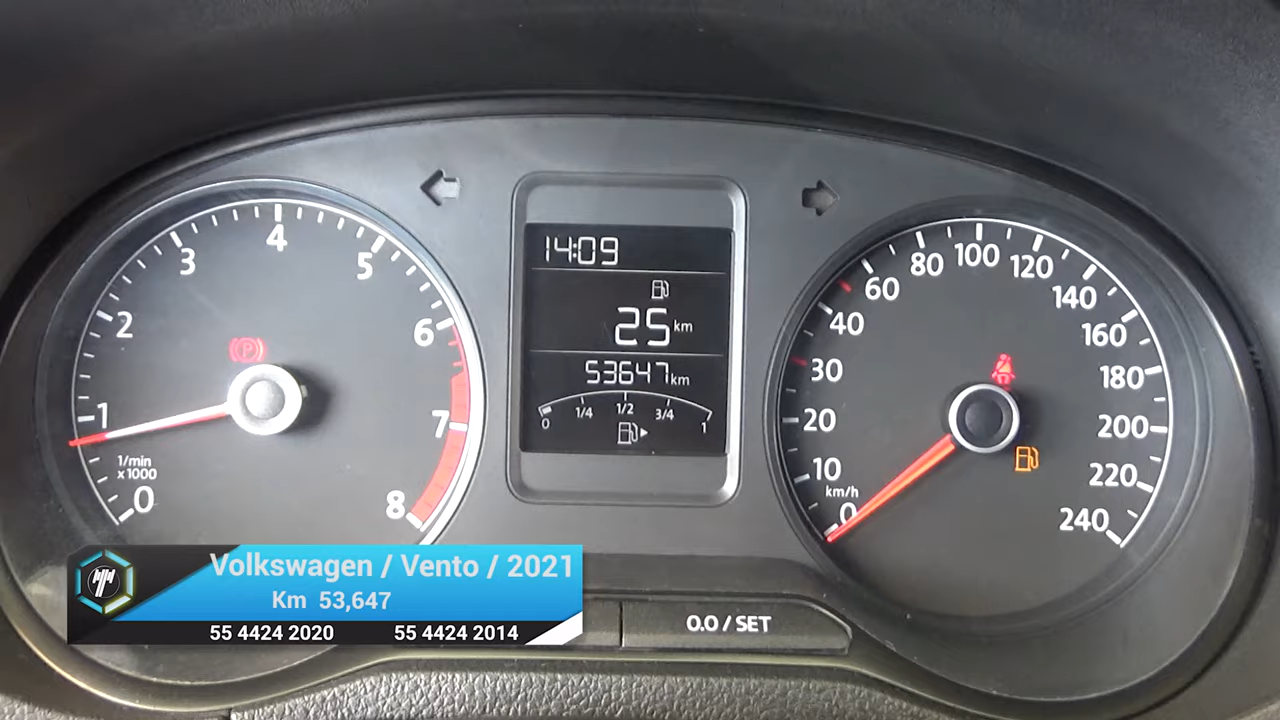 14:09
25 km
53647 km
0 1/4 1/2 3/4 1
0 1 2 3 4 5 6 7 8
1/min
x1000
P
0 10 20 30 40 60 80 100 120 140 160 180 200 220 240
km/h
0.0 / SET
Volkswagen / Vento / 2021
Km 53,647
55 4424 2020 55 4424 2014